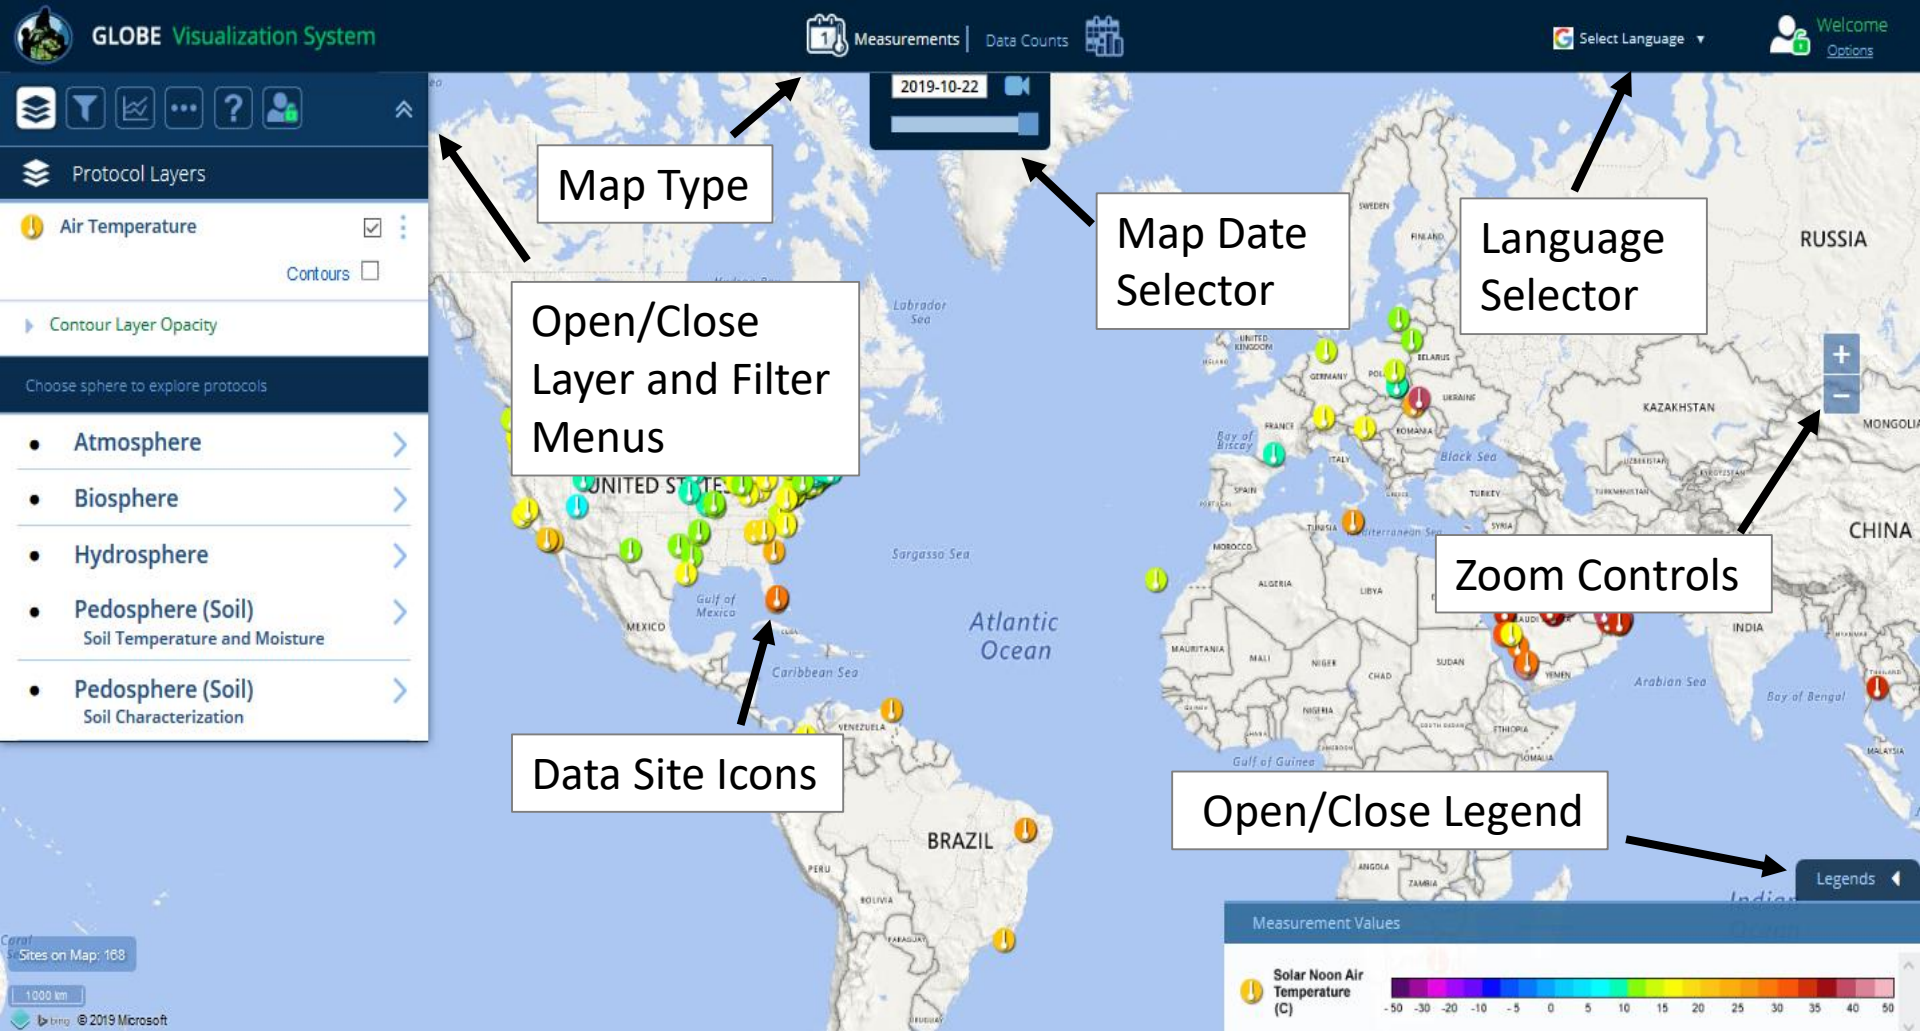 GLOBE Visualization System
1
Measurements | Data Counts
Select Language ▼
Welcome
Options
2019-10-22
Protocol Layers
Air Temperature
Contours
Contour Layer Opacity
Choose sphere to explore protocols
• Atmosphere
• Biosphere
• Hydrosphere
• Pedosphere (Soil)
Soil Temperature and Moisture
• Pedosphere (Soil)
Soil Characterization
Map Type
Map Date
Selector
Language
Selector
Open/Close
Layer and Filter
Menus
Zoom Controls
Data Site Icons
Open/Close Legend
+
−
SWEDEN
FINLAND
RUSSIA
Labrador
Sea
UNITED
KINGDOM
BELARUS
GERMANY
UKRAINE
KAZAKHSTAN
MONGOLIA
FRANCE
ROMANIA
Bay of
Biscay
ITALY
Black Sea
SPAIN
TURKEY
TUNISIA
SYRIA
CHINA
MOROCCO
Sargasso Sea
ALGERIA
LIBYA
Gulf of
Mexico
MEXICO
CUBA
Atlantic
Ocean
INDIA
MAURITANIA
MALI
NIGER
CHAD
SUDAN
YEMEN
Arabian Sea
Bay of Bengal
Caribbean Sea
VENEZUELA
NIGERIA
ETHIOPIA
SOMALIA
MALAYSIA
Gulf of Guinea
BRAZIL
PERU
BOLIVIA
PARAGUAY
URUGUAY
ANGOLA
ZAMBIA
Legends
Measurement Values
Solar Noon Air
Temperature
(C)
-50 -30 -20 -10 -5 0 5 10 15 20 25 30 35 40 50
Sites on Map: 168
1000 km
bing © 2019 Microsoft